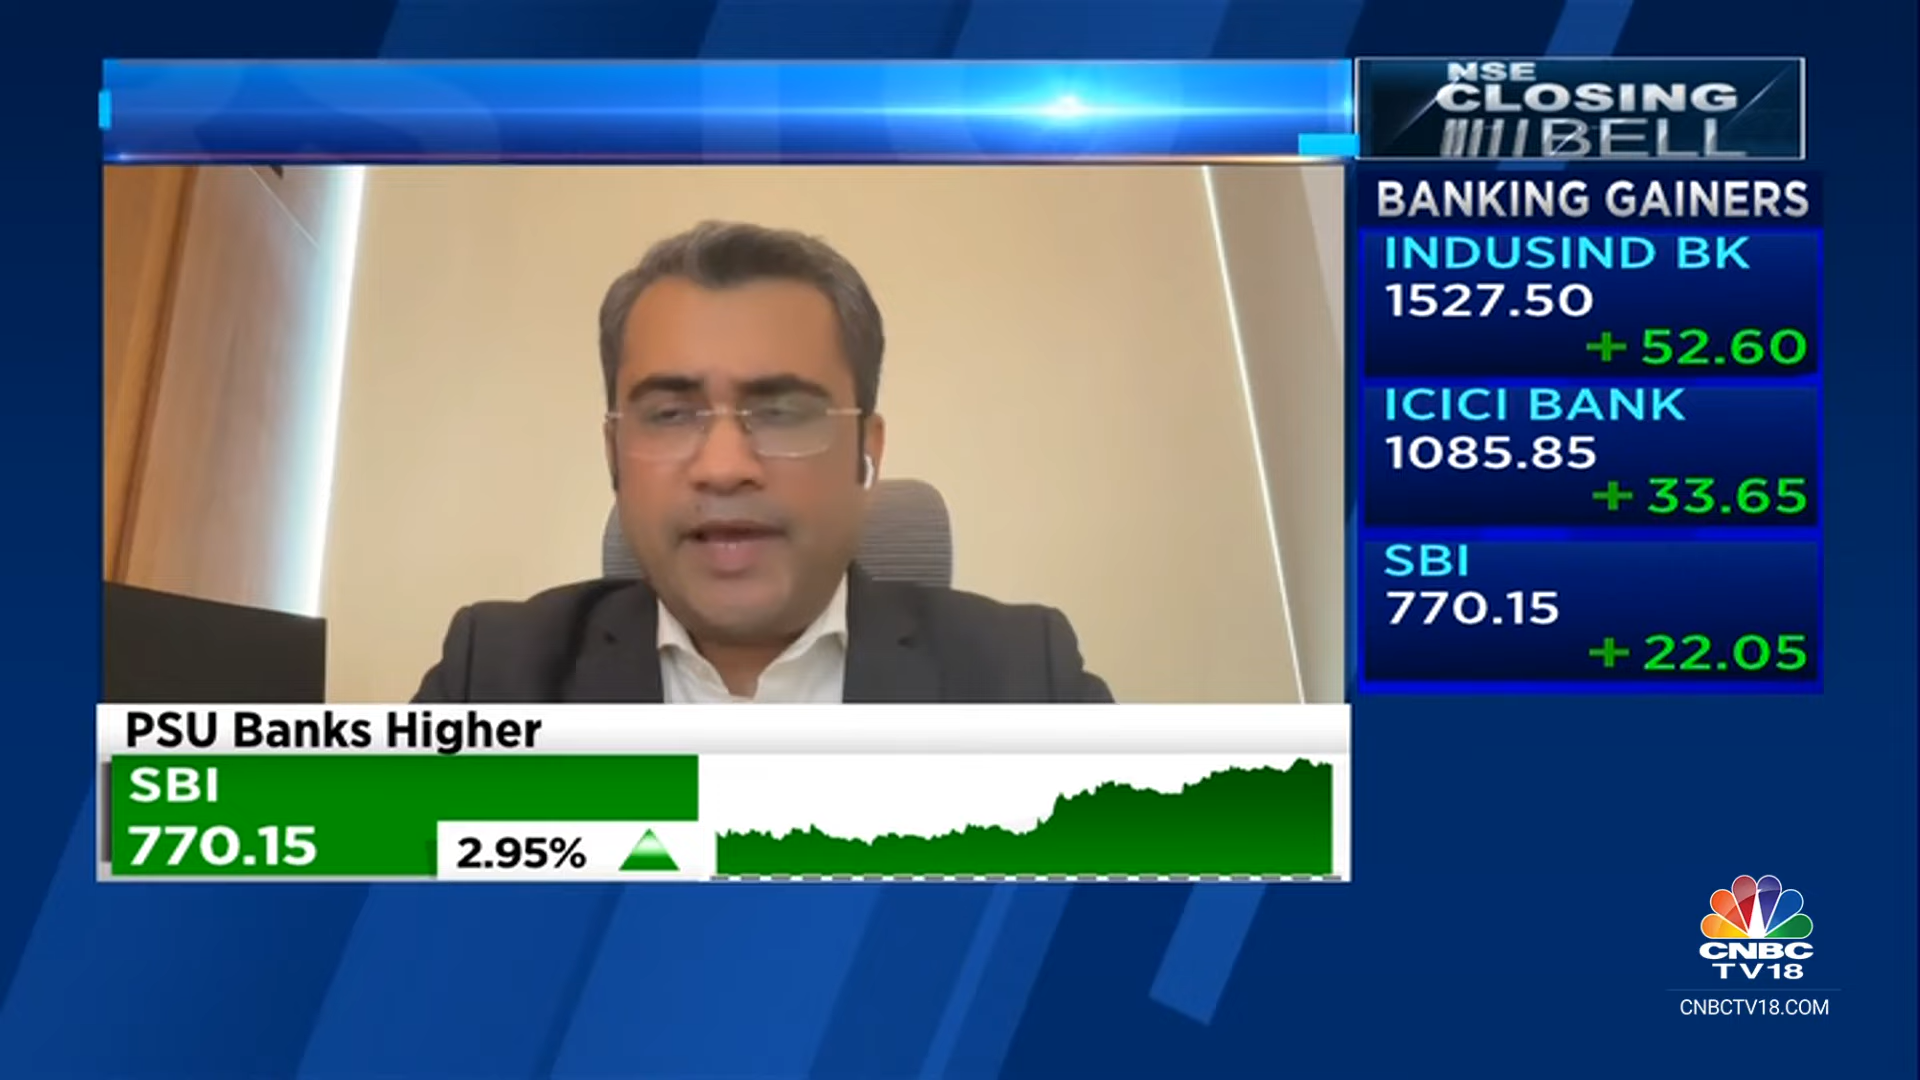 NSE
CLOSING
BELL
BANKING GAINERS
INDUSIND BK
1527.50
+ 52.60
ICICI BANK
1085.85
+ 33.65
SBI
770.15
+ 22.05
PSU Banks Higher
SBI
770.15
2.95%
CNBC
TV18
CNBCTV18.COM